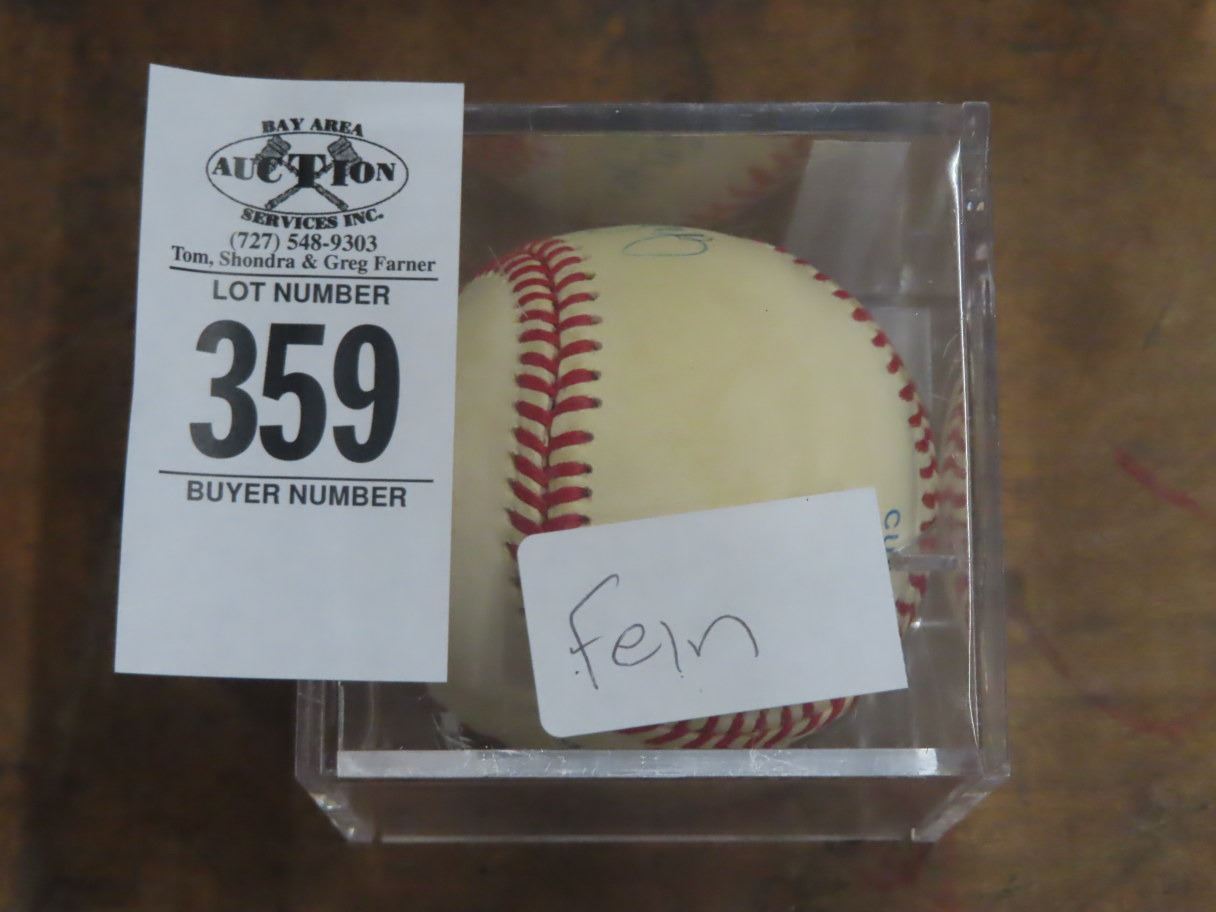 BAY AREA
AUCTION
SERVICES INC.
(727) 548-9303
Tom, Shondra & Greg Farner
LOT NUMBER
359
BUYER NUMBER
Fein